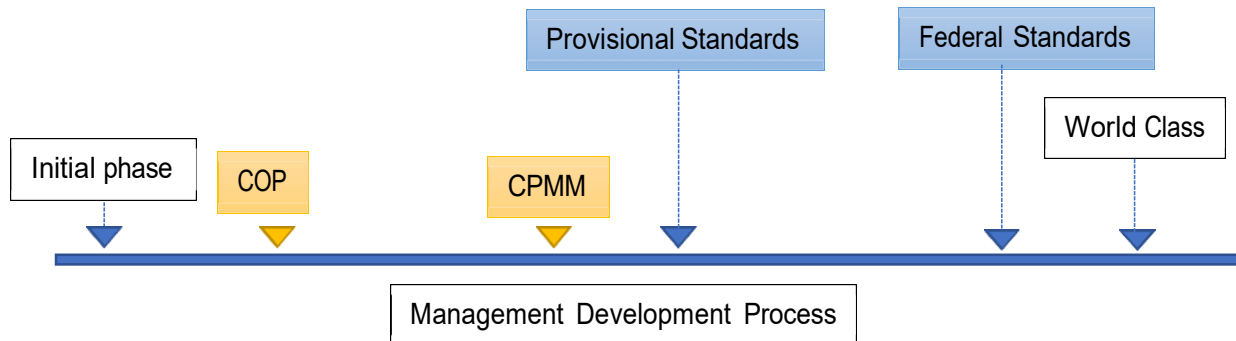 Provisional Standards
Federal Standards
World Class
Initial phase
COP
CPMM
Management Development Process